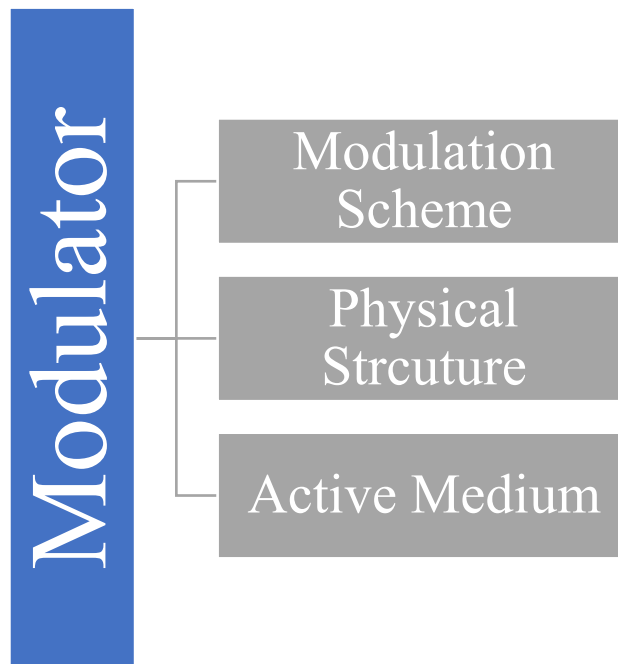 Modulator
Modulation
Scheme
Physical
Strcuture
Active Medium